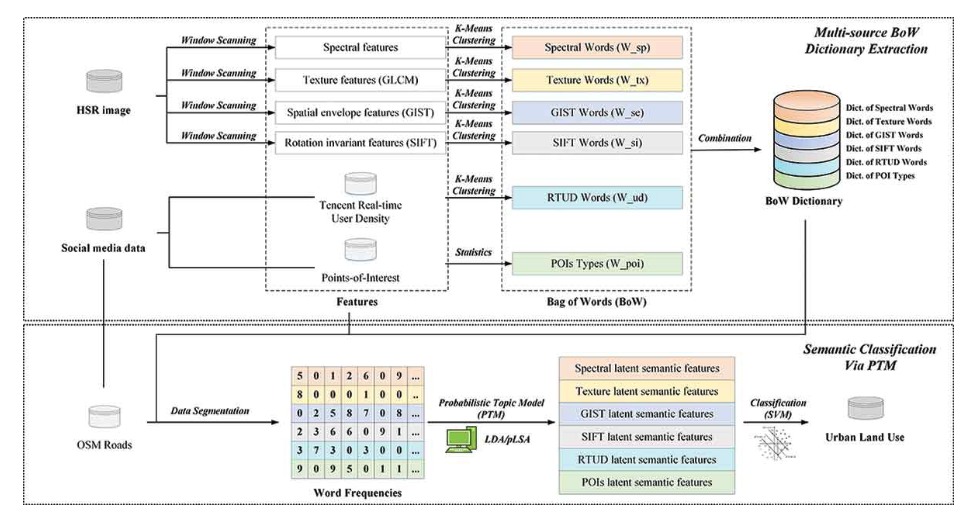 Multi-source BoW
Dictionary Extraction
HSR image
Window Scanning
Window Scanning
Window Scanning
Window Scanning
Spectral features
Texture features (GLCM)
Spatial envelope features (GIST)
Rotation invariant features (SIFT)
K-Means
Clustering
K-Means
Clustering
K-Means
Clustering
K-Means
Clustering
Spectral Words (W_sp)
Texture Words (W_tx)
GIST Words (W_se)
SIFT Words (W_si)
Social media data
Tencent Real-time
User Density
Points-of-Interest
K-Means
Clustering
Statistics
RTUD Words (W_ud)
POIs Types (W_poi)
Features
Bag of Words (BoW)
Combination
Dict. of Spectral Words
Dict. of Texture Words
Dict. of GIST Words
Dict. of SIFT Words
Dict. of RTUD Words
Dict. of POI Types
BoW Dictionary
Semantic Classification
Via PTM
OSM Roads
Data Segmentation
5 0 1 2 6 0 9 ...
8 0 0 0 1 0 0 ..
0 2 5 8 7 0 8 ...
2 3 6 6 0 9 1 ...
3 7 3 0 3 0 0 ...
9 0 9 5 0 1 1 ...
Word Frequencies
Probabilistic Topic Model
(PTM)
LDA/pLSA
Spectral latent semantic features
Texture latent semantic features
GIST latent semantic features
SIFT latent semantic features
RTUD latent semantic features
POIs latent semantic features
Classification
(SVM)
Urban Land Use